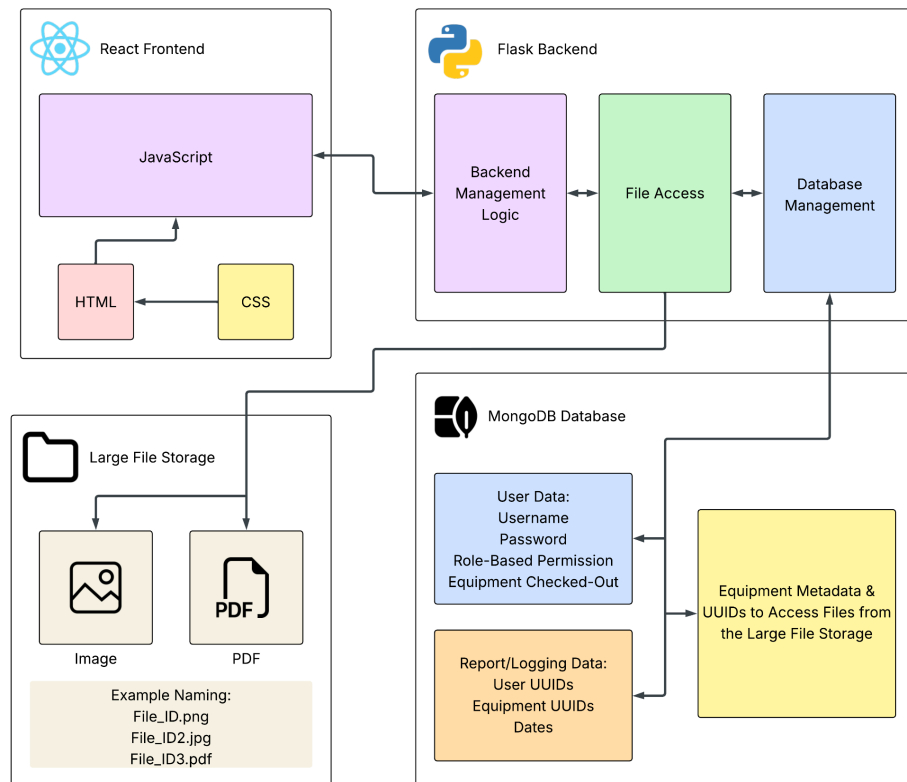 React Frontend
JavaScript
HTML
CSS
Flask Backend
Backend
Management
Logic
File Access
Database
Management
Large File Storage
PDF
Image
PDF
Example Naming:
File_ID.png
File_ID2.jpg
File_ID3.pdf
MongoDB Database
User Data:
Username
Password
Role-Based Permission
Equipment Checked-Out
Report/Logging Data:
User UUIDs
Equipment UUIDs
Dates
Equipment Metadata &
UUIDs to Access Files from
the Large File Storage